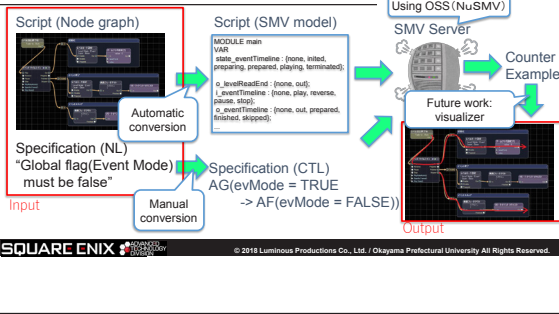 Using OSS(NuSMV)
Script (Node graph)
Script (SMV model)
SMV Server
MODULE main
VAR
state_eventTimeline : {none, inited,
preparing, prepared, playing, terminated};
o_levelReadEnd : {none, out};
i_eventTimeline : {none, play, reverse,
pause, stop};
o_eventTimeline : {none, out, prepared,
finished, skipped};
...
Counter
Example
Automatic
conversion
Future work:
visualizer
Specification (NL)
“Global flag(Event Mode)
must be false”
Input
Manual
conversion
Specification (CTL)
AG(evMode = TRUE
-> AF(evMode = FALSE))
Output
SQUARE ENIX ADVANCED TECHNOLOGY DIVISION
© 2018 Luminous Productions Co., Ltd. / Okayama Prefectural University All Rights Reserved.